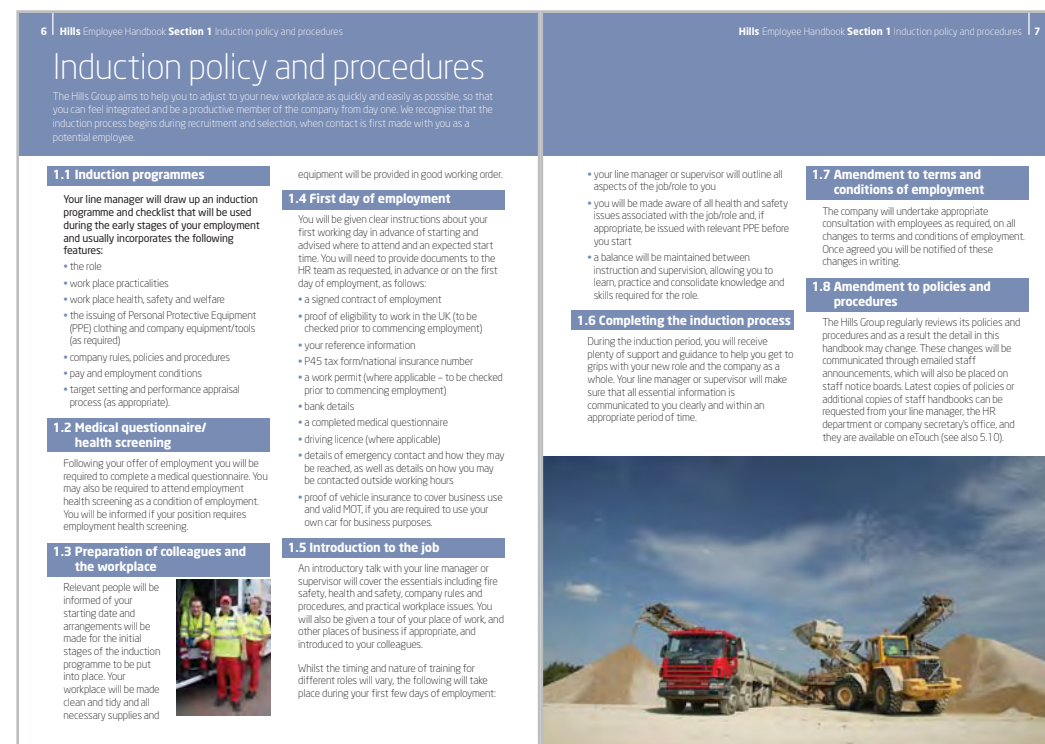 6 Hills Employee Handbook Section 1 Induction policy and procedures
Induction policy and procedures
The Hills Group aims to help you to adjust to your new workplace as quickly and easily as possible, so that
you can feel integrated and be a productive member of the company from day one. We recognise that the
induction process begins during recruitment and selection, when contact is first made with you as a
potential employee.
1.1 Induction programmes
Your line manager will draw up an induction
programme and checklist that will be used
during the early stages of your employment
and usually incorporates the following
features:
• the role
• work place practicalities
• work place health, safety and welfare
• the issuing of Personal Protective Equipment
(PPE) clothing and company equipment/tools
(as required)
• company rules, policies and procedures
• pay and employment conditions
• target setting and performance appraisal
process (as appropriate).
1.2 Medical questionnaire/
health screening
Following your offer of employment you will be
required to complete a medical questionnaire. You
may also be required to attend employment
health screening as a condition of employment.
You will be informed if your position requires
employment health screening.
1.3 Preparation of colleagues and
the workplace
Relevant people will be
informed of your
starting date and
arrangements will be
made for the initial
stages of the induction
programme to be put
into place. Your
workplace will be made
clean and tidy and all
necessary supplies and
equipment will be provided in good working order.
1.4 First day of employment
You will be given clear instructions about your
first working day in advance of starting and
advised where to attend and an expected start
time. You will need to provide documents to the
HR team as requested, in advance or on the first
day of employment, as follows:
• a signed contract of employment
• proof of eligibility to work in the UK (to be
checked prior to commencing employment)
• your reference information
• P45 tax form/national insurance number
• a work permit (where applicable – to be checked
prior to commencing employment)
• bank details
• a completed medical questionnaire
• driving licence (where applicable)
• details of emergency contact and how they may
be reached, as well as details on how you may
be contacted outside working hours
• proof of vehicle insurance to cover business use
and valid MOT, if you are required to use your
own car for business purposes.
1.5 Introduction to the job
An introductory talk with your line manager or
supervisor will cover the essentials including fire
safety, health and safety, company rules and
procedures, and practical workplace issues. You
will also be given a tour of your place of work, and
other places of business if appropriate, and
introduced to your colleagues.
Whilst the timing and nature of training for
different roles will vary, the following will take
place during your first few days of employment:
Hills Employee Handbook Section 1 Induction policy and procedures 7
• your line manager or supervisor will outline all
aspects of the job/role to you
• you will be made aware of all health and safety
issues associated with the job/role and, if
appropriate, be issued with relevant PPE before
you start
• a balance will be maintained between
instruction and supervision, allowing you to
learn, practice and consolidate knowledge and
skills required for the role.
1.6 Completing the induction process
During the induction period, you will receive
plenty of support and guidance to help you get to
grips with your new role and the company as a
whole. Your line manager or supervisor will make
sure that all essential information is
communicated to you clearly and within an
appropriate period of time.
1.7 Amendment to terms and
conditions of employment
The company will undertake appropriate
consultation with employees as required, on all
changes to terms and conditions of employment.
Once agreed you will be notified of these
changes in writing.
1.8 Amendment to policies and
procedures
The Hills Group regularly reviews its policies and
procedures and as a result the detail in this
handbook may change. These changes will be
communicated through emailed staff
announcements, which will also be placed on
staff notice boards. Latest copies of policies or
additional copies of staff handbooks can be
requested from your line manager, the HR
department or company secretary's office, and
they are available on eTouch (see also 5.10).